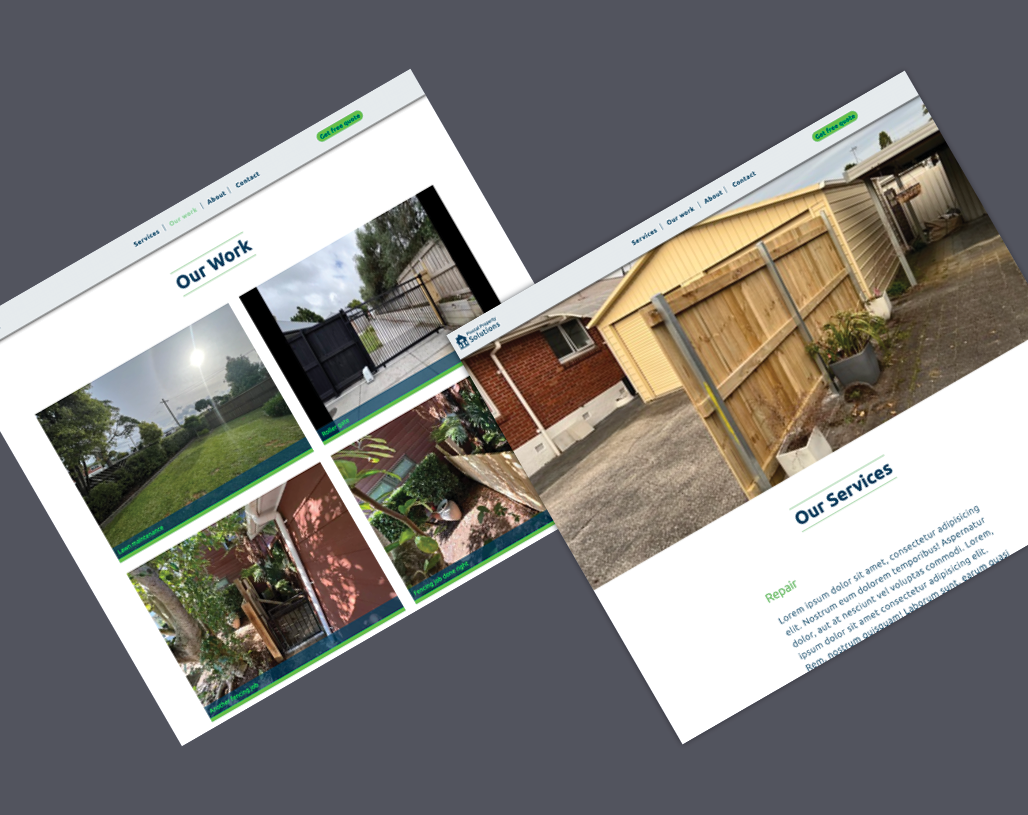 Get free quote
Services | Our work | About | Contact
Our Work
Lawn maintenance
Roller gate
Another fencing job
Fencing job done right
Get free quote
Services | Our work | About | Contact
Pivotal Property
Solutions
Our Services
Repair
Lorem ipsum dolor sit amet, consectetur adipisicing
elit. Nostrum eum dolorem temporibus! Aspernatur
dolor, aut at nesciunt vel voluptas commodi. Lorem,
ipsum dolor sit amet consectetur adipisicing elit.
Rem, nostrum quisquam! Laborum sunt, earum quasi